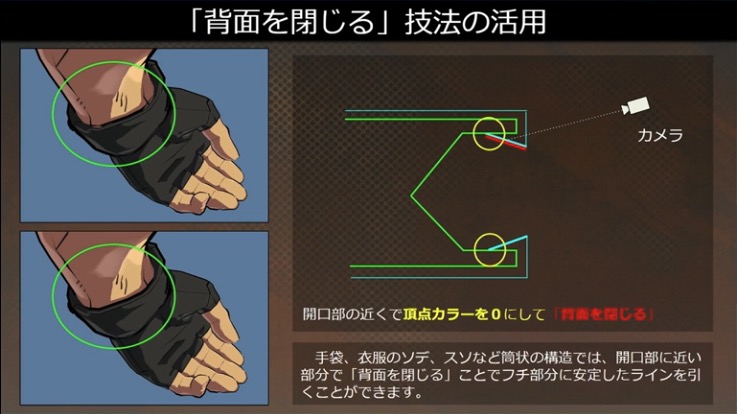 「背面を閉じる」技法の活用
カメラ
開口部の近くで頂点カラーを0にして「背面を閉じる」
手袋、衣服のソデ、スソなど筒状の構造では、開口部に近い
部分で「背面を閉じる」ことでフチ部分に安定したラインを引
くことができます。